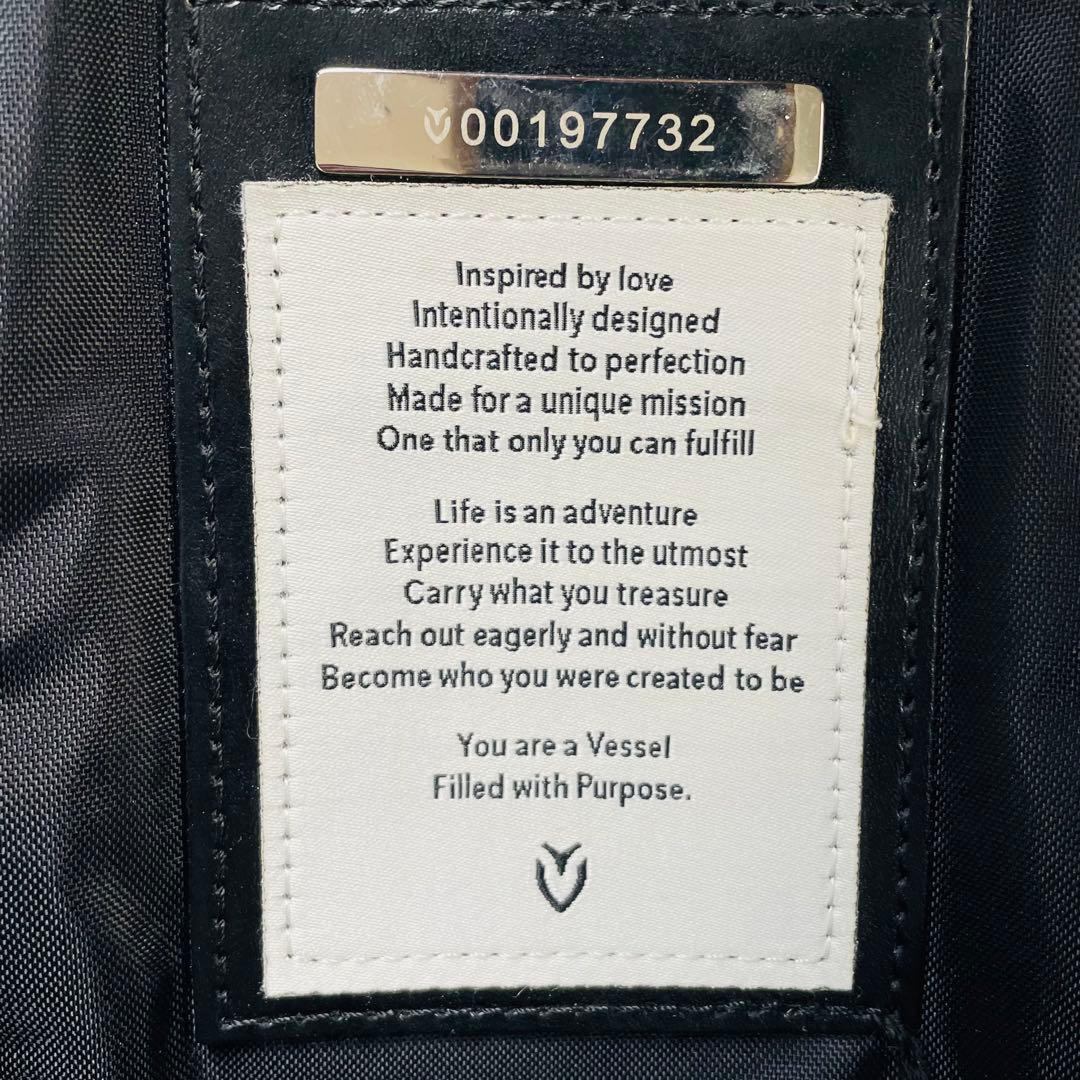 00197732
Inspired by love
Intentionally designed
Handcrafted to perfection
Made for a unique mission
One that only you can fulfill
Life is an adventure
Experience it to the utmost
Carry what you treasure
Reach out eagerly and without fear
Become who you were created to be
You are a Vessel
Filled with Purpose.